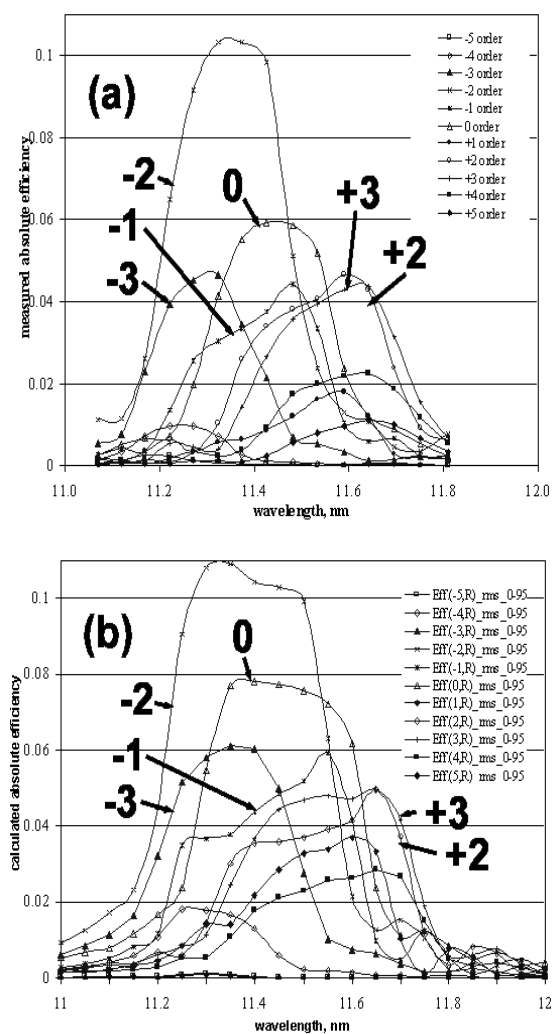 (a)
measured absolute efficiency
0.1
0.08
0.06
0.04
0.02
0
11.0
11.2
11.4
11.6
11.8
12.0
wavelength, nm
-2
0
-1
-3
+3
+2
-5 order
-4 order
-3 order
-2 order
-1 order
0 order
+1 order
+2 order
+3 order
+4 order
+5 order
(b)
calculated absolute efficiency
0.1
0.08
0.06
0.04
0.02
0
11
11.2
11.4
11.6
11.8
12
wavelength, nm
0
-2
-1
-3
+3
+2
Eff(-5,R)_rms_0-95
Eff(-4,R)_rms_0-95
Eff(-3,R)_rms_0-95
Eff(-2,R)_rms_0-95
Eff(-1,R)_rms_0-95
Eff(0,R)_rms_0-95
Eff(1,R)_rms_0-95
Eff(2,R)_rms_0-95
Eff(3,R)_rms_0-95
Eff(4,R)_rms_0-95
Eff(5,R)_rms_0-95